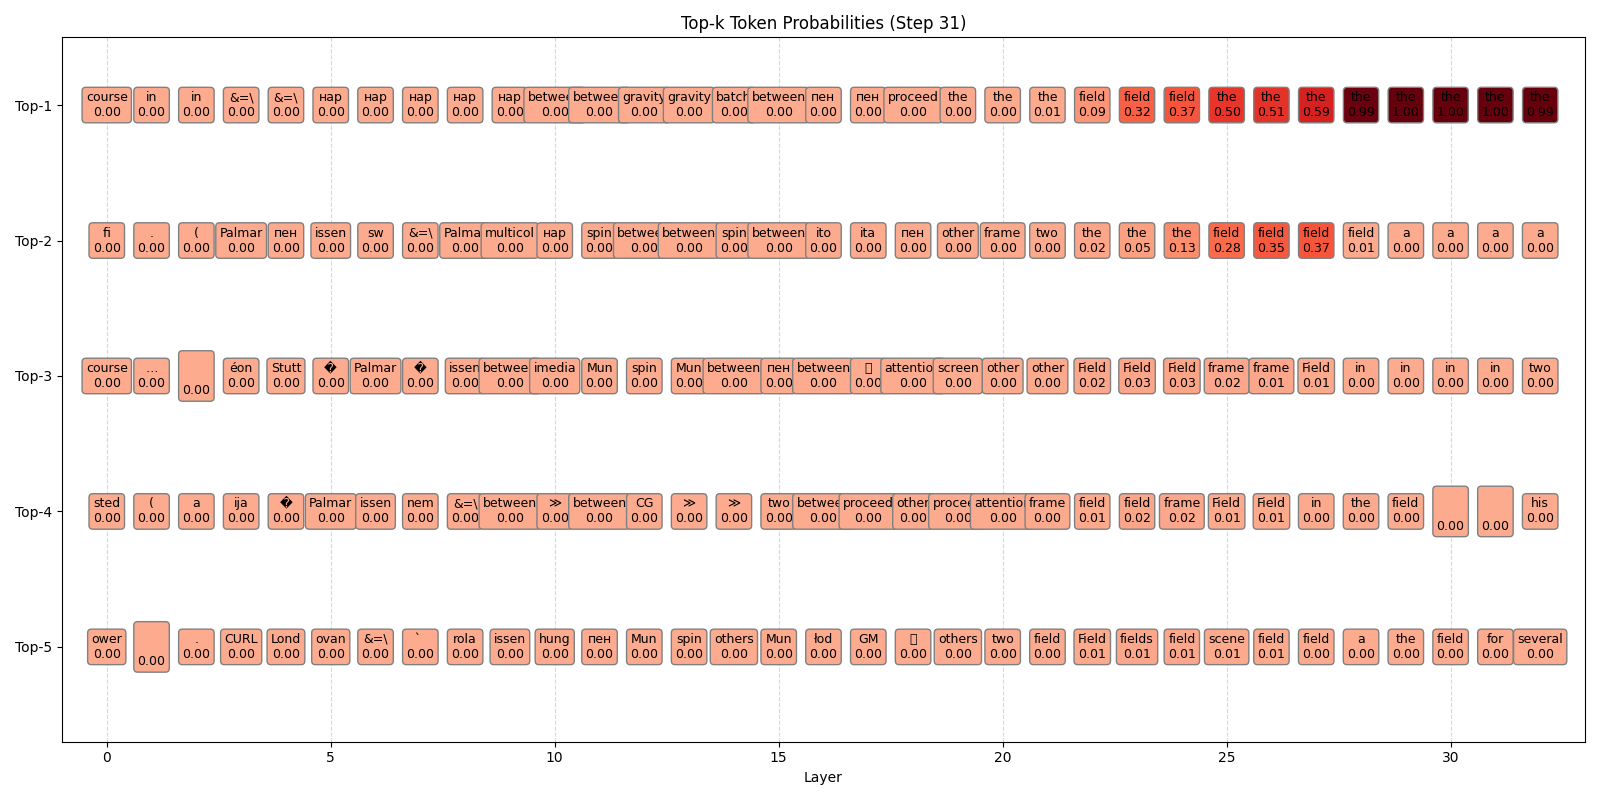 Top-k Token Probabilities (Step 31)
course in in &=\ &=\ нар нар нар нар нар betwee betwee gravity gravity batch between пен пен proceed the the the field field field the the the the the the the the
Top-1
0.00 0.00 0.00 0.00 0.00 0.00 0.00 0.00 0.00 0.00 0.00 0.00 0.00 0.00 0.00 0.00 0.00 0.00 0.00 0.00 0.00 0.01 0.09 0.32 0.37 0.50 0.51 0.59 0.99 1.00 1.00 1.00 0.99
fi . ( Palmar пен issen sw &=\ Palma multicol нар spin betwee between spin between ito ita пен other frame two the the the field field field field a a a a
Top-2
0.00 0.00 0.00 0.00 0.00 0.00 0.00 0.00 0.00 0.00 0.00 0.00 0.00 0.00 0.00 0.00 0.00 0.00 0.00 0.00 0.00 0.00 0.02 0.05 0.13 0.28 0.35 0.37 0.01 0.00 0.00 0.00 0.00
course ... éon Stutt � Palmar � issen betwee imedia Mun spin Mun between пен between attentio screen other other Field Field Field frame frame Field in in in in two
Top-3
0.00 0.00 0.00 0.00 0.00 0.00 0.00 0.00 0.00 0.00 0.00 0.00 0.00 0.00 0.00 0.00 0.00 0.00 0.00 0.00 0.00 0.00 0.02 0.03 0.03 0.02 0.01 0.01 0.00 0.00 0.00 0.00 0.00
sted ( a ija � Palmar issen nem &=\ between ≫ between CG ≫ ≫ two betwee proceed other procee attentio frame field field frame Field Field in the field his
Top-4
0.00 0.00 0.00 0.00 0.00 0.00 0.00 0.00 0.00 0.00 0.00 0.00 0.00 0.00 0.00 0.00 0.00 0.00 0.00 0.00 0.00 0.00 0.01 0.02 0.02 0.01 0.01 0.00 0.00 0.00 0.00 0.00 0.00
ower . CURL Lond ovan &=\ ` rola issen hung пен Mun spin others Mun łod GM others two field Field fields field scene field field a the field for several
Top-5
0.00 0.00 0.00 0.00 0.00 0.00 0.00 0.00 0.00 0.00 0.00 0.00 0.00 0.00 0.00 0.00 0.00 0.00 0.00 0.00 0.00 0.00 0.01 0.01 0.01 0.01 0.01 0.00 0.00 0.00 0.00 0.00 0.00
0 5 10 15 20 25 30
Layer